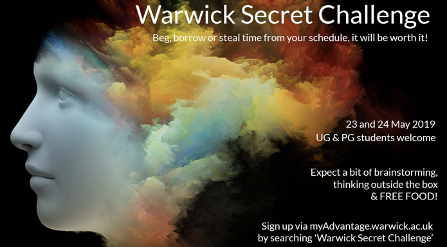 Warwick Secret Challenge
Beg, borrow or steal time from your schedule, it will be worth it!
23 and 24 May 2019
UG & PG students welcome
Expect a bit of brainstorming,
thinking outside the box
& FREE FOOD!
Sign up via myAdvantage.warwick.ac.uk
by searching 'Warwick Secret Challenge'